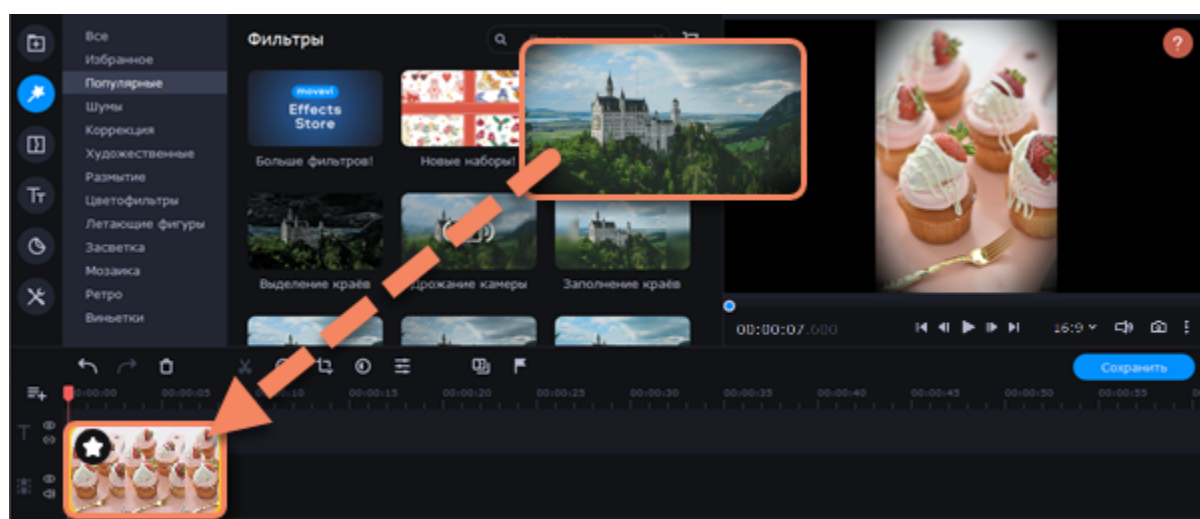 Все
Избранное
Популярные
Шумы
Коррекция
Художественные
Размытие
Цветофильтры
Летающие фигуры
Засветка
Мозаика
Ретро
Виньетки
Фильтры
movavi
Effects
Store
Больше фильтров!
Новые наборы!
Выделение краёв
Дрожание камеры
Заполнение краёв
?
00:00:07.600
16:9
Сохранить
00:00:00 00:00:05 00:00:15 00:00:20 00:00:25 00:00:30 00:00:35 00:00:40 00:00:45 00:00:50 00:00:55